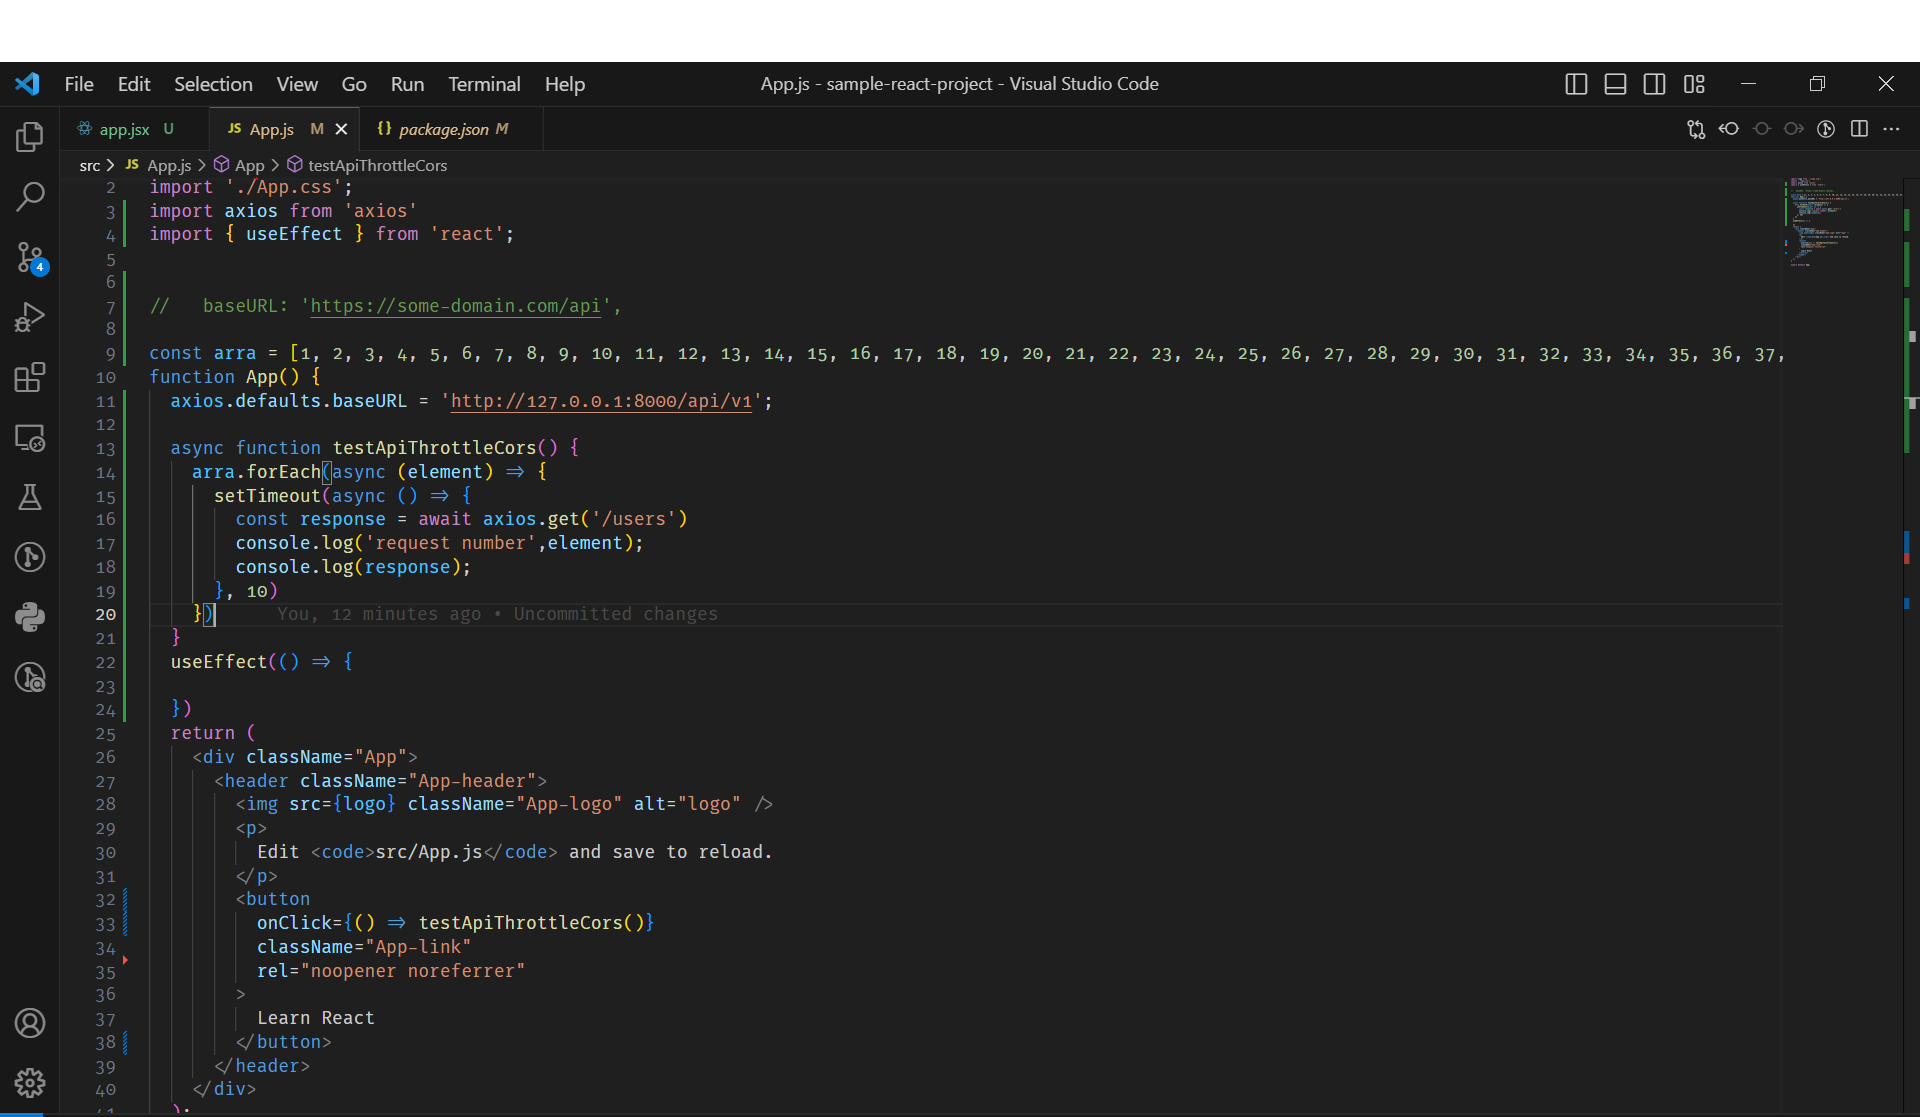 File Edit Selection View Go Run Terminal Help App.js - sample-react-project - Visual Studio Code
app.jsx U JS App.js M {} package.json M
src > JS App.js > App > testApiThrottleCors
2 import './App.css';
3 import axios from 'axios'
4 import { useEffect } from 'react';
5
6
7 //   baseURL: 'https://some-domain.com/api',
8
9 const arra = [1, 2, 3, 4, 5, 6, 7, 8, 9, 10, 11, 12, 13, 14, 15, 16, 17, 18, 19, 20, 21, 22, 23, 24, 25, 26, 27, 28, 29, 30, 31, 32, 33, 34, 35, 36, 37,
10 function App() {
11   axios.defaults.baseURL = 'http://127.0.0.1:8000/api/v1';
12
13   async function testApiThrottleCors() {
14     arra.forEach(async (element) => {
15       setTimeout(async () => {
16         const response = await axios.get('/users')
17         console.log('request number',element);
18         console.log(response);
19       }, 10)
20     }) You, 12 minutes ago • Uncommitted changes
21   }
22   useEffect(() => {
23
24   })
25   return (
26     <div className="App">
27       <header className="App-header">
28         <img src={logo} className="App-logo" alt="logo" />
29         <p>
30           Edit <code>src/App.js</code> and save to reload.
31         </p>
32         <button
33           onClick={() => testApiThrottleCors()}
34           className="App-link"
35           rel="noopener noreferrer"
36         >
37           Learn React
38         </button>
39       </header>
40     </div>
41   );
4